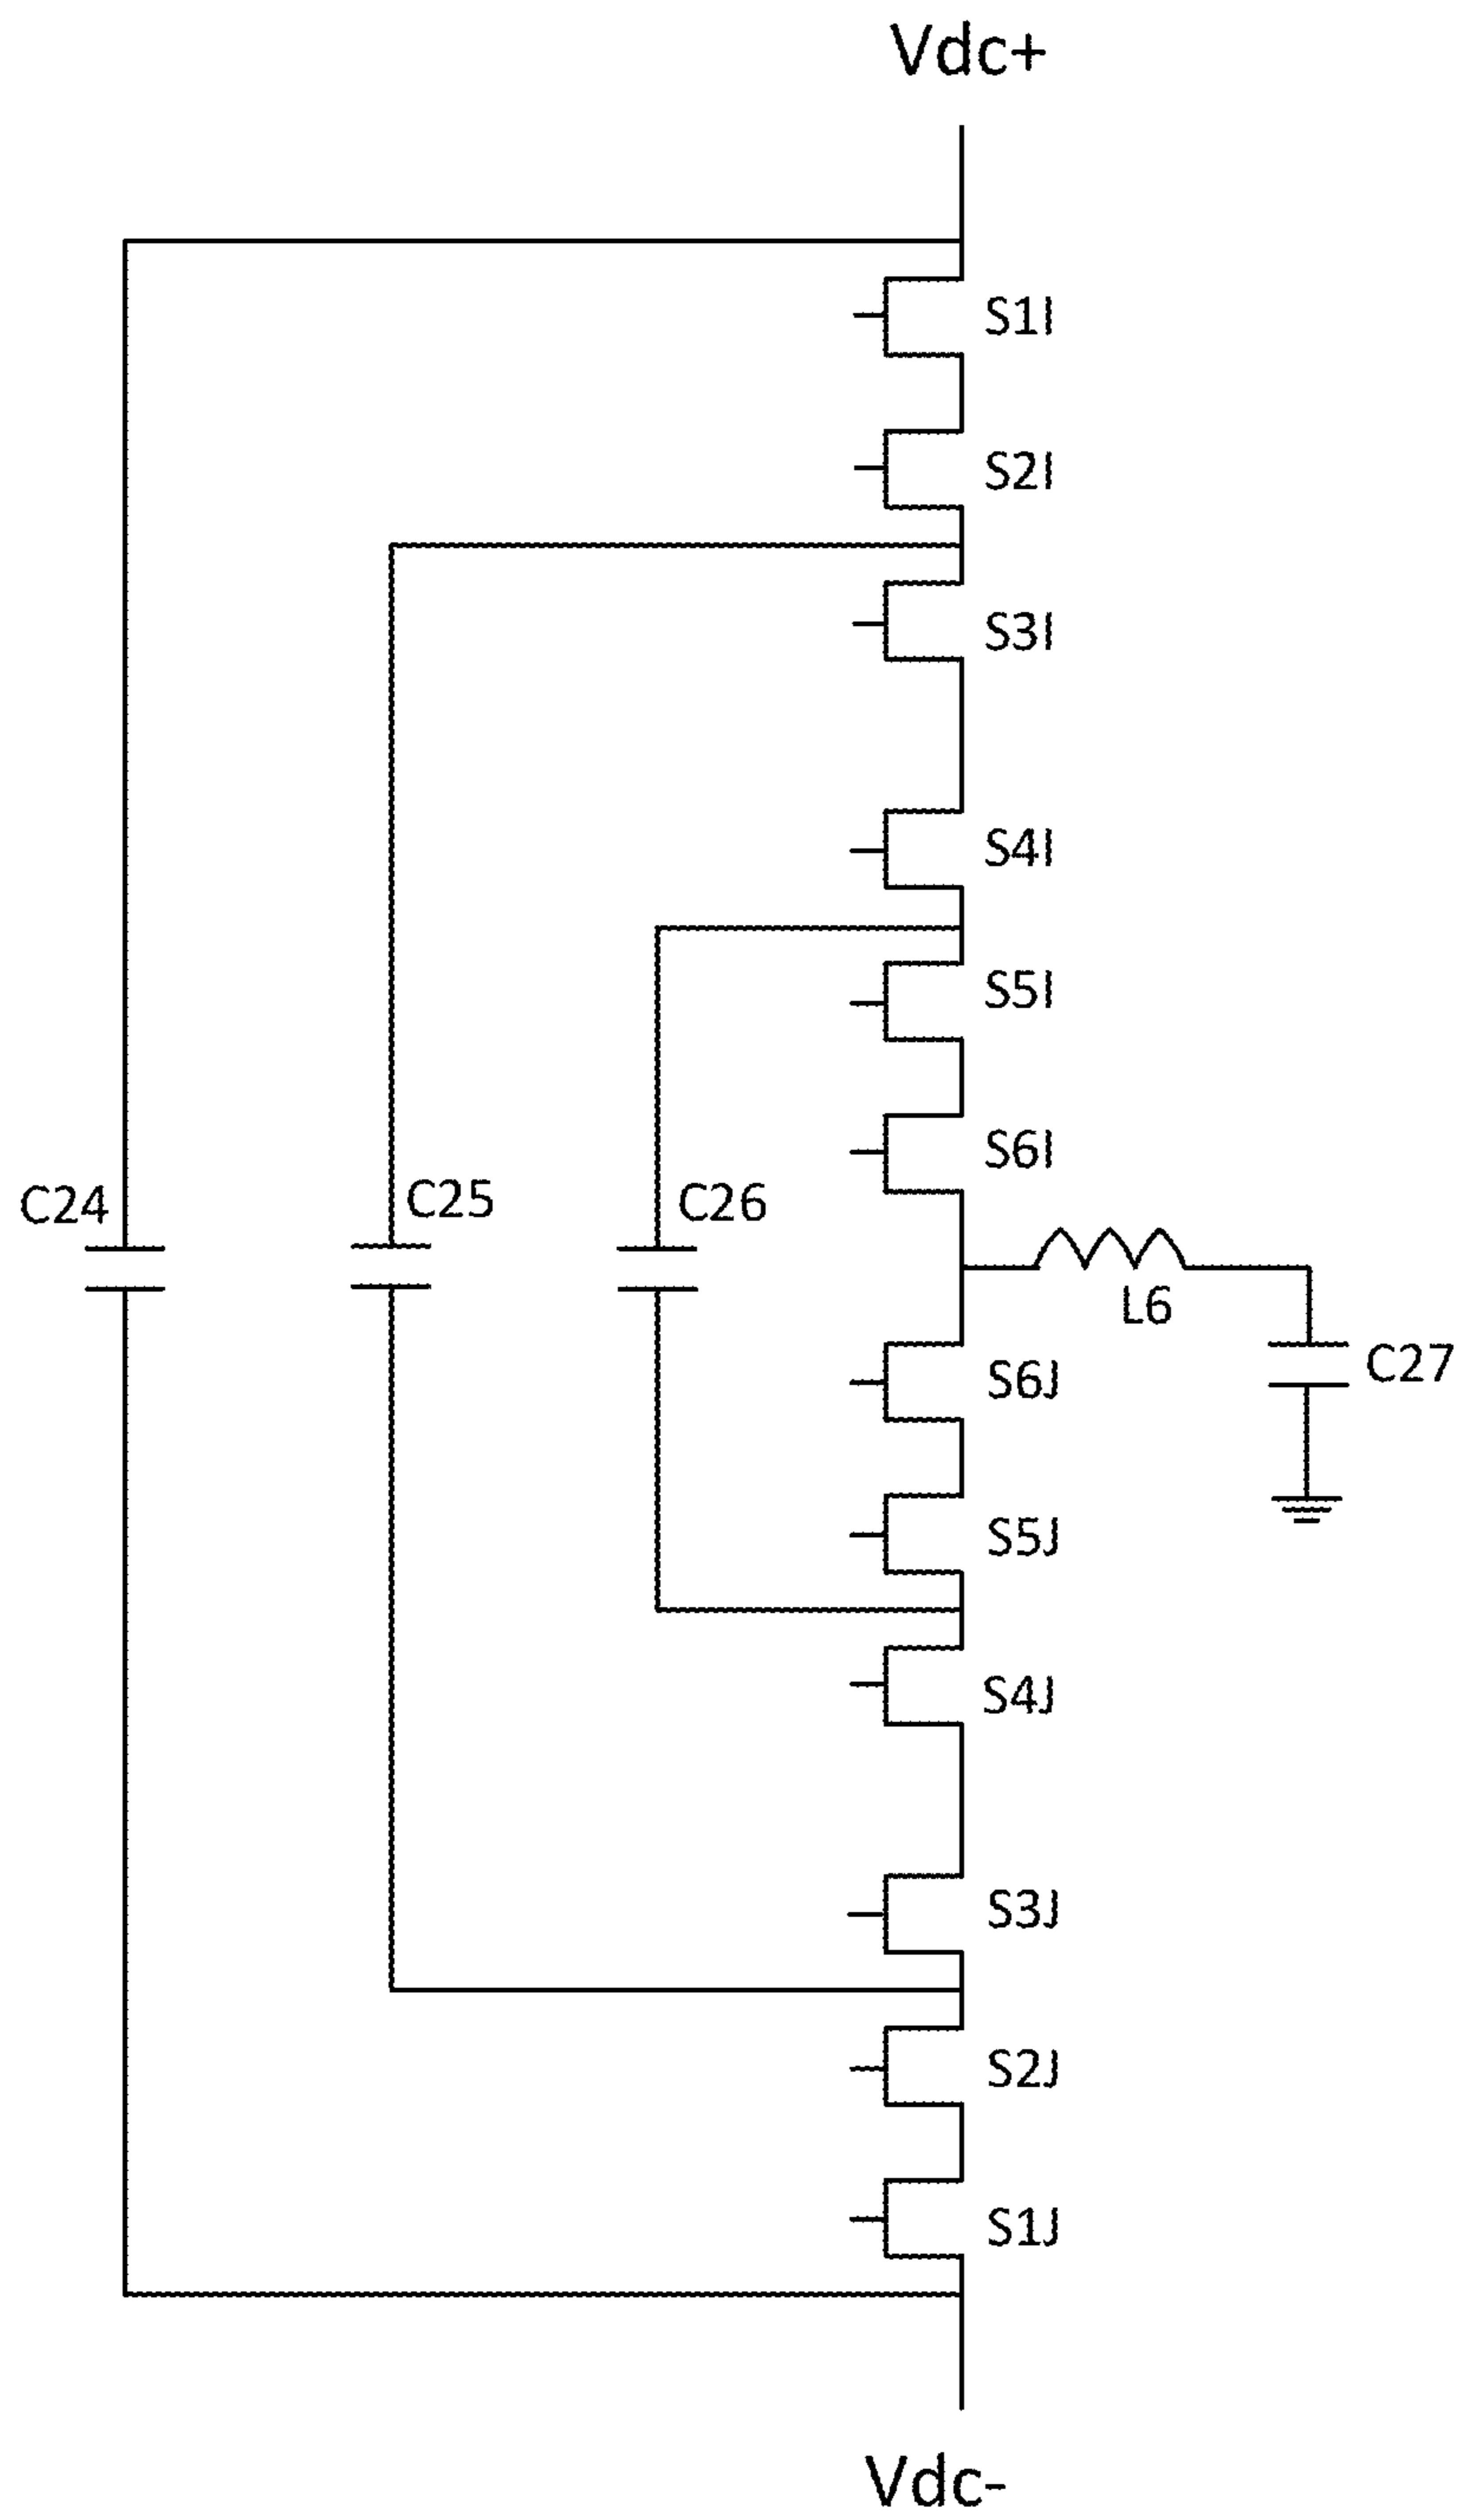 Vdc+
S1I
S2I
S3I
S4I
S5I
S6I
C24
C25
C26
L6
C27
S6J
S5J
S4J
S3J
S2J
S1J
Vdc-